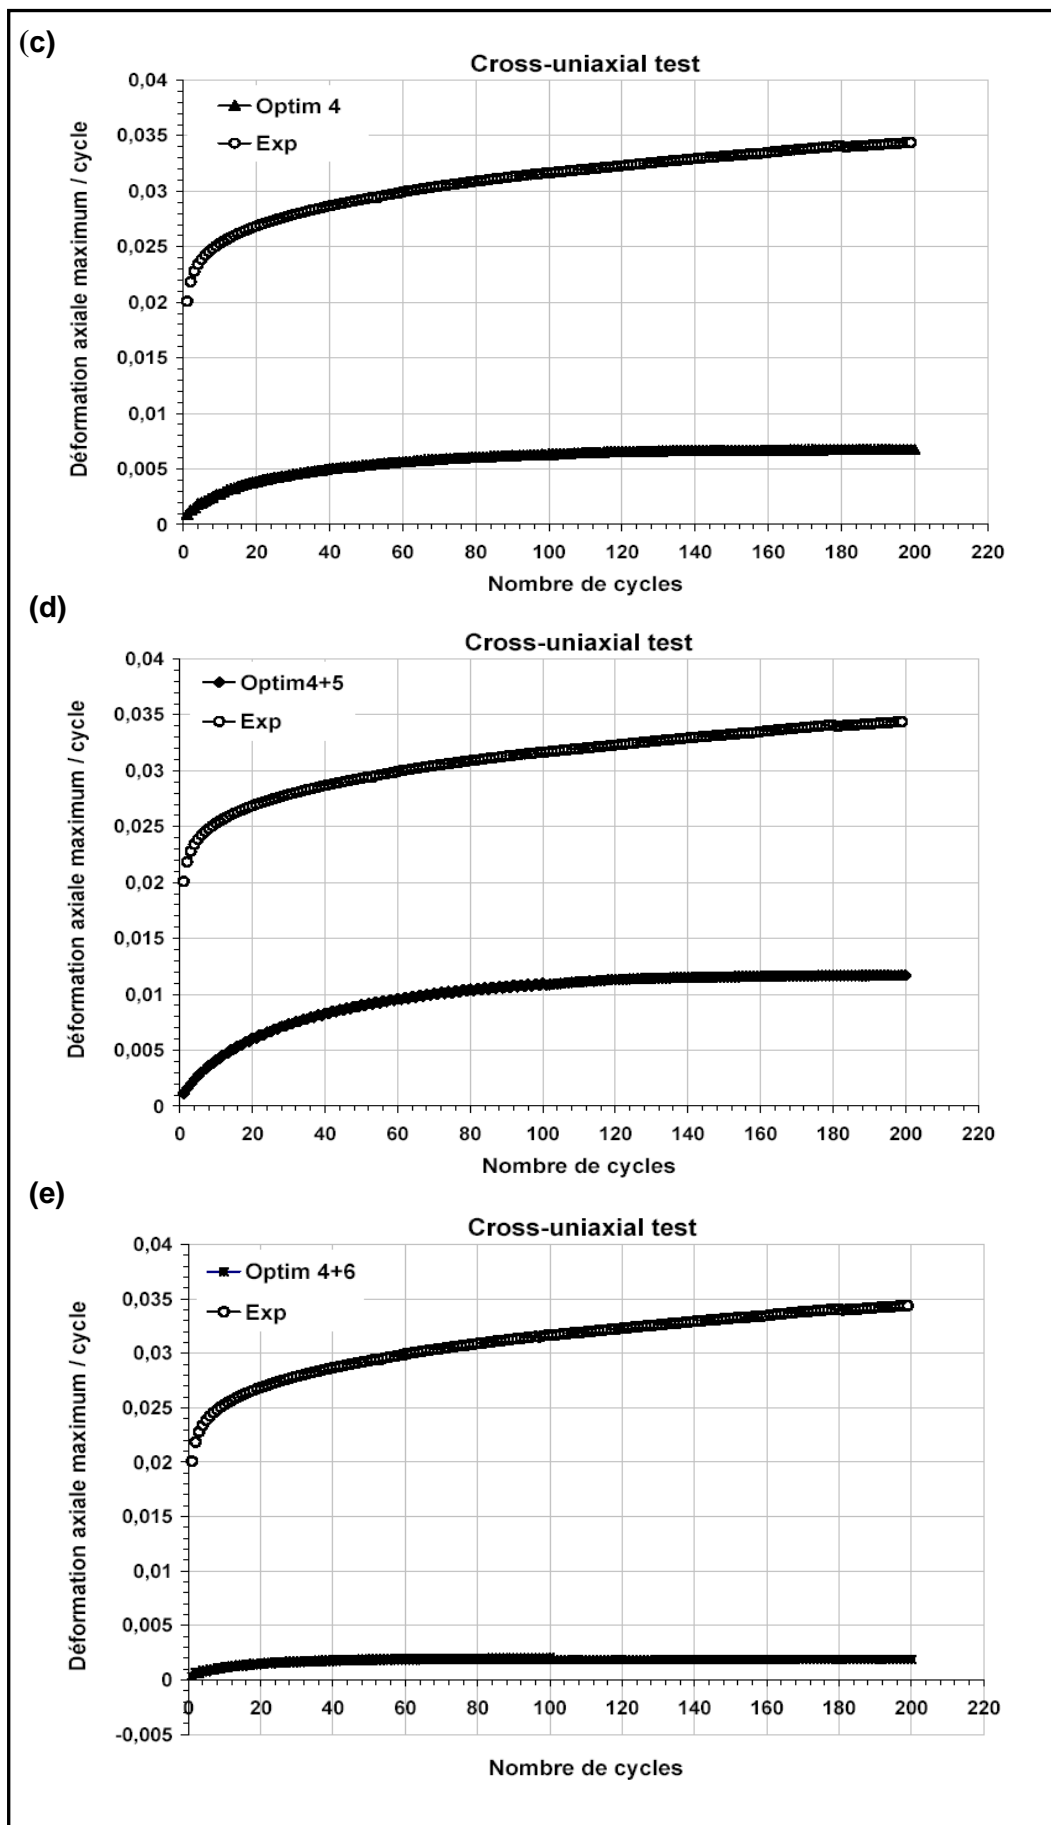 (c)
Cross-uniaxial test
Déformation axiale maximum / cycle
0,04
0,035
0,03
0,025
0,02
0,015
0,01
0,005
0
Optim 4
Exp
0 20 40 60 80 100 120 140 160 180 200 220
Nombre de cycles
(d)
Cross-uniaxial test
Déformation axiale maximum / cycle
0,04
0,035
0,03
0,025
0,02
0,015
0,01
0,005
0
Optim4+5
Exp
0 20 40 60 80 100 120 140 160 180 200 220
Nombre de cycles
(e)
Cross-uniaxial test
Déformation axiale maximum / cycle
0,04
0,035
0,03
0,025
0,02
0,015
0,01
0,005
0
-0,005
Optim 4+6
Exp
0 20 40 60 80 100 120 140 160 180 200 220
Nombre de cycles